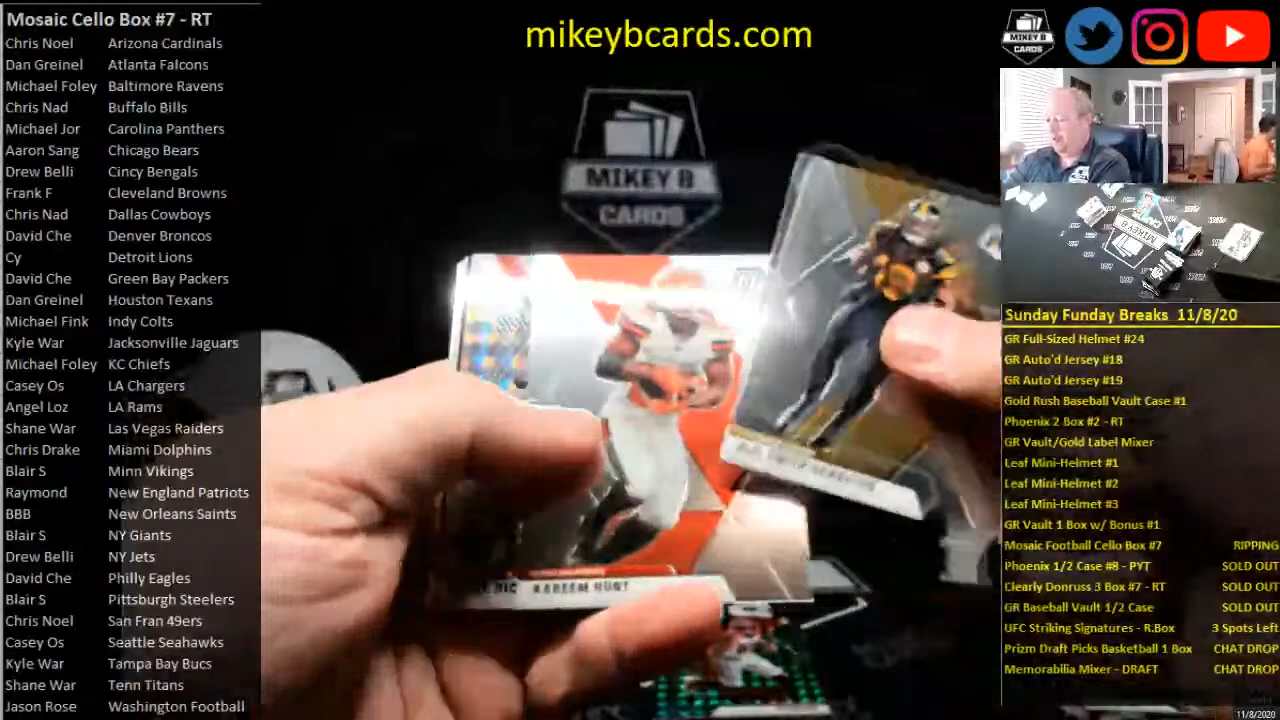 Mosaic Cello Box #7 - RT
Chris Noel Arizona Cardinals
Dan Greinel Atlanta Falcons
Michael Foley Baltimore Ravens
Chris Nad Buffalo Bills
Michael Jor Carolina Panthers
Aaron Sang Chicago Bears
Drew Belli Cincy Bengals
Frank F Cleveland Browns
Chris Nad Dallas Cowboys
David Che Denver Broncos
Cy Detroit Lions
David Che Green Bay Packers
Dan Greinel Houston Texans
Michael Fink Indy Colts
Kyle War Jacksonville Jaguars
Michael Foley KC Chiefs
Casey Os LA Chargers
Angel Loz LA Rams
Shane War Las Vegas Raiders
Chris Drake Miami Dolphins
Blair S Minn Vikings
Raymond New England Patriots
BBB New Orleans Saints
Blair S NY Giants
Drew Belli NY Jets
David Che Philly Eagles
Blair S Pittsburgh Steelers
Chris Noel San Fran 49ers
Casey Os Seattle Seahawks
Kyle War Tampa Bay Bucs
Shane War Tenn Titans
Jason Rose Washington Football
mikeybcards.com
MIKEY B
CARDS
KAREEM HUNT
MIKEY B
CARDS
Sunday Funday Breaks 11/8/20
GR Full-Sized Helmet #24
GR Auto'd Jersey #18
GR Auto'd Jersey #19
Gold Rush Baseball Vault Case #1
Phoenix 2 Box #2 - RT
GR Vault/Gold Label Mixer
Leaf Mini-Helmet #1
Leaf Mini-Helmet #2
Leaf Mini-Helmet #3
GR Vault 1 Box w/ Bonus #1
Mosaic Football Cello Box #7 RIPPING
Phoenix 1/2 Case #8 - PYT SOLD OUT
Clearly Donruss 3 Box #7 - RT SOLD OUT
GR Baseball Vault 1/2 Case SOLD OUT
UFC Striking Signatures - R.Box 3 Spots Left
Prizm Draft Picks Basketball 1 Box CHAT DROP
Memorabilia Mixer - DRAFT CHAT DROP
11/8/2020